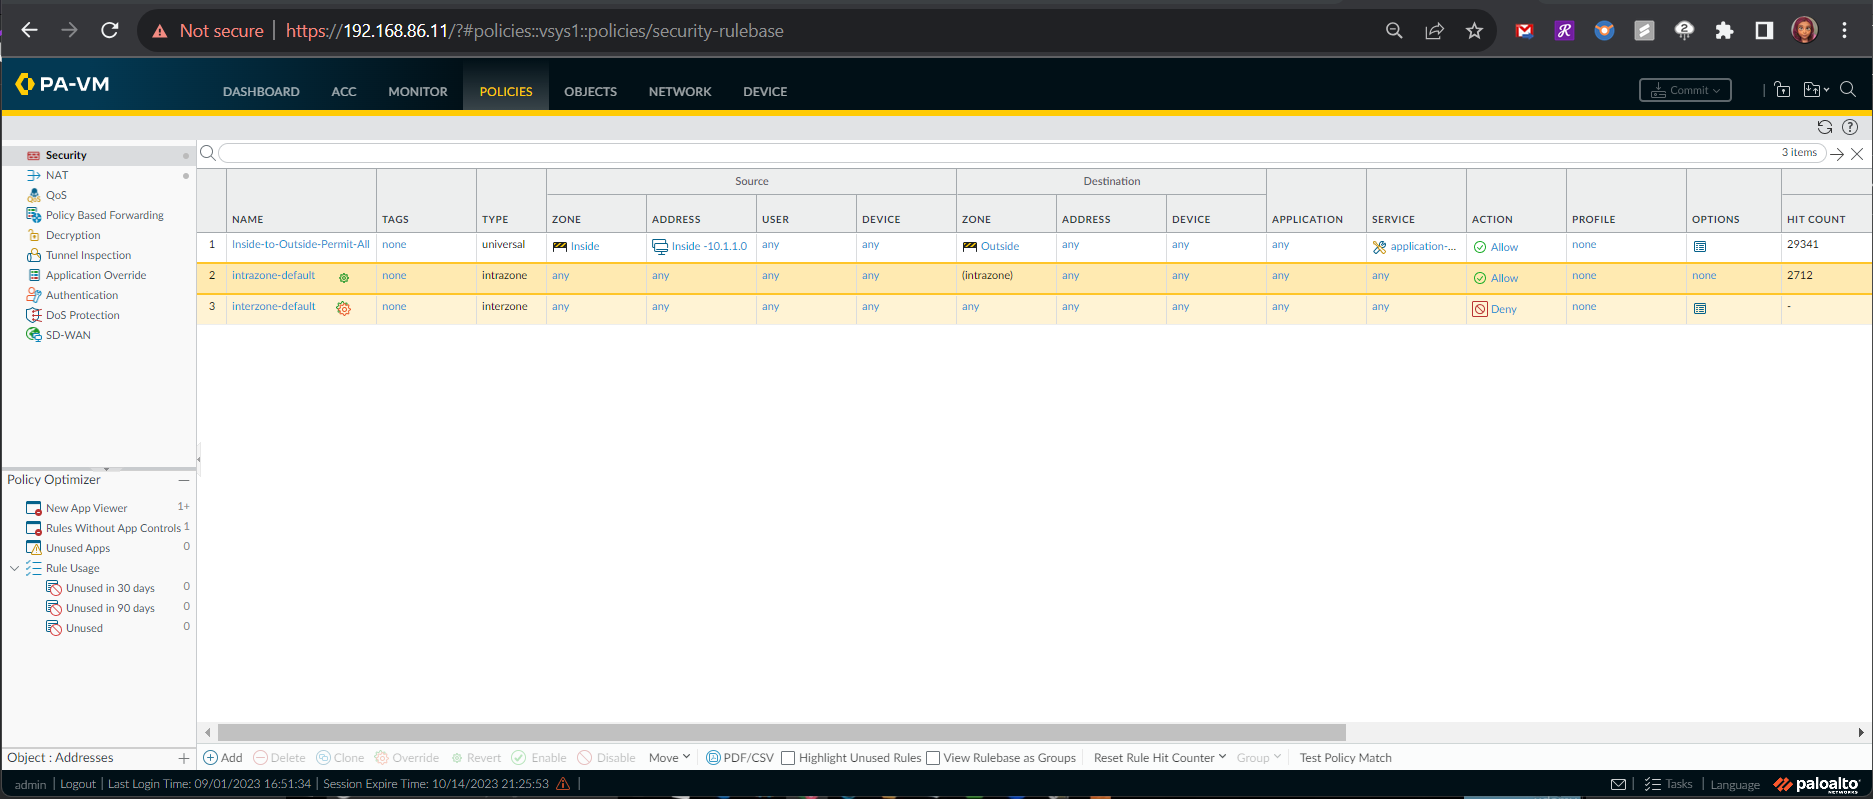 Not secure https://192.168.86.11/?#policies::vsys1::policies/security-rulebase
PA-VM
DASHBOARD ACC MONITOR POLICIES OBJECTS NETWORK DEVICE Commit
Security
NAT
QoS
Policy Based Forwarding
Decryption
Tunnel Inspection
Application Override
Authentication
DoS Protection
SD-WAN
3 items
Source Destination
NAME TAGS TYPE ZONE ADDRESS USER DEVICE ZONE ADDRESS DEVICE APPLICATION SERVICE ACTION PROFILE OPTIONS HIT COUNT
1 Inside-to-Outside-Permit-All none universal Inside Inside -10.1.1.0 any any Outside any any any application-... Allow none 29341
2 intrazone-default none intrazone any any any any (intrazone) any any any any Allow none none 2712
3 interzone-default none interzone any any any any any any any any any Deny none -
Policy Optimizer
New App Viewer 1+
Rules Without App Controls 1
Unused Apps 0
Rule Usage
Unused in 30 days 0
Unused in 90 days 0
Unused 0
Object : Addresses
Add Delete Clone Override Revert Enable Disable Move PDF/CSV Highlight Unused Rules View Rulebase as Groups Reset Rule Hit Counter Group Test Policy Match
admin | Logout | Last Login Time: 09/01/2023 16:51:34 | Session Expire Time: 10/14/2023 21:25:53 | | Tasks | Language paloalto NETWORKS